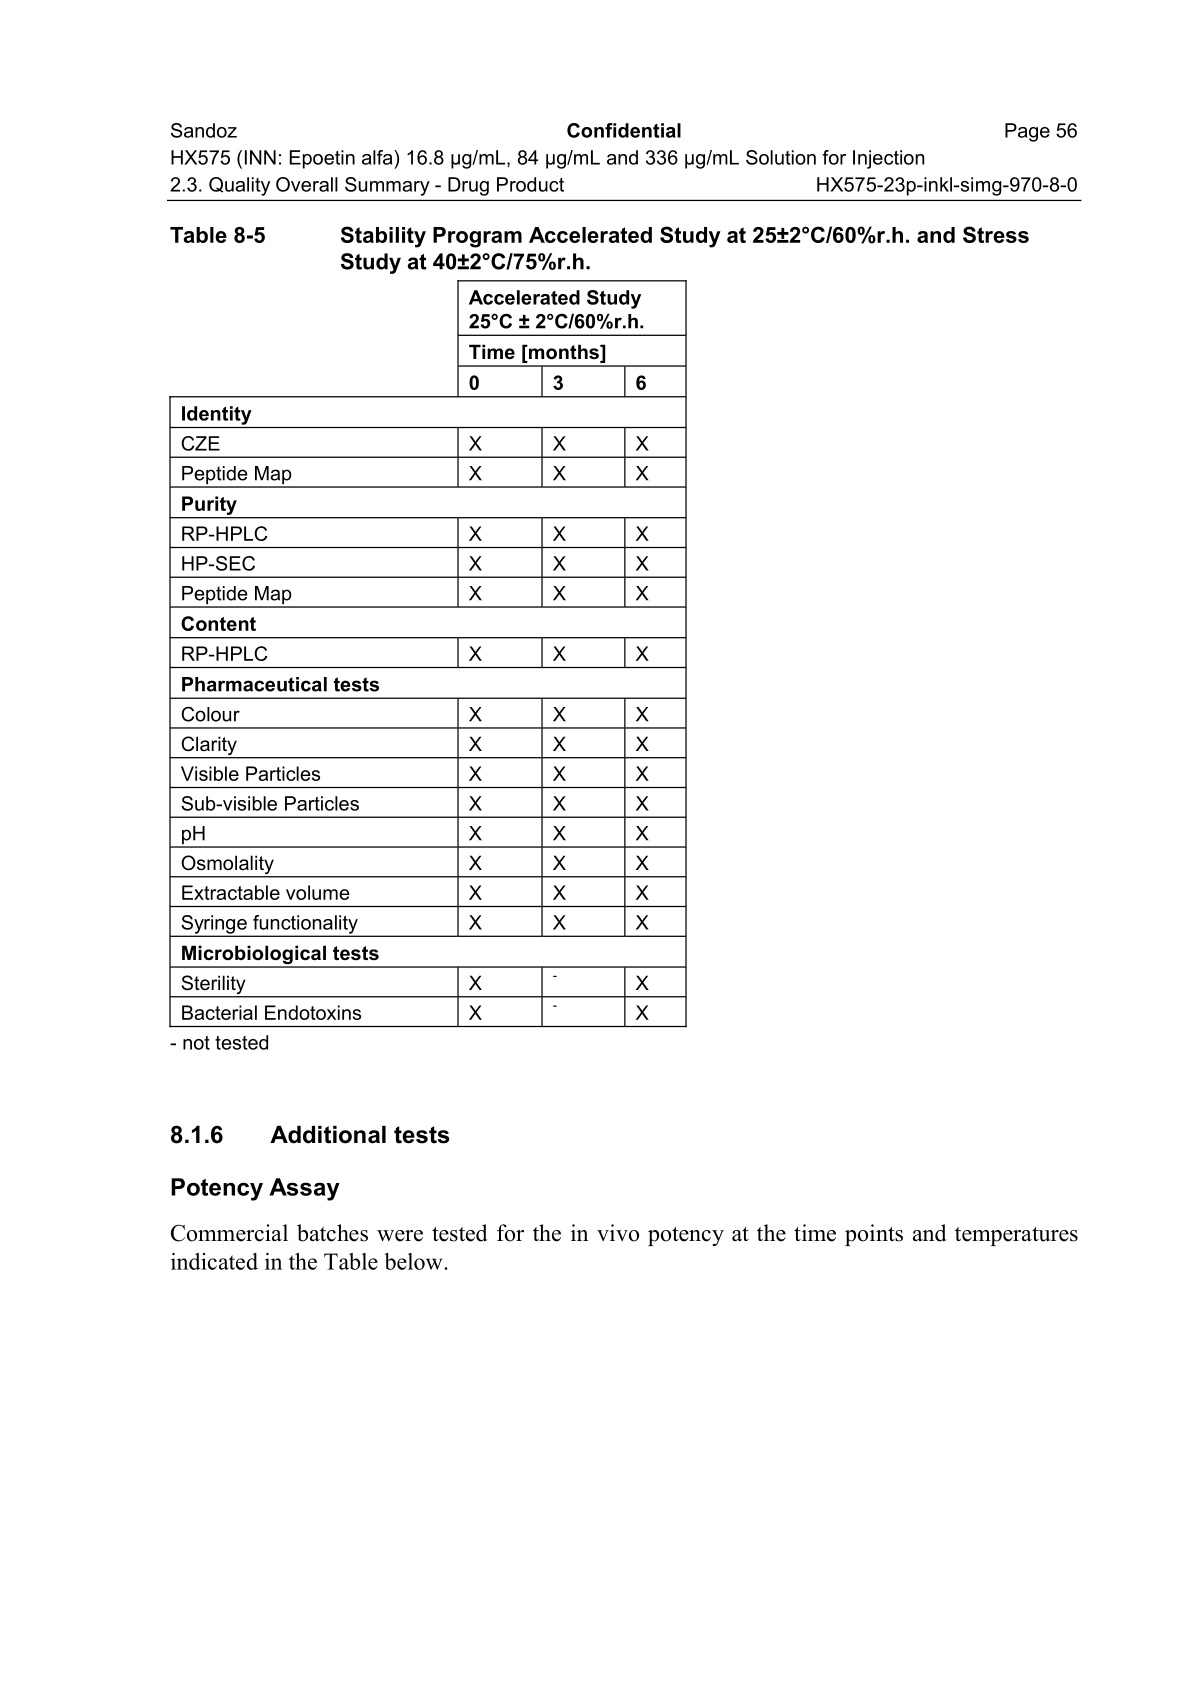 Sandoz Confidential Page 56
HX575 (INN: Epoetin alfa) 16.8 µg/mL, 84 µg/mL and 336 µg/mL Solution for Injection
2.3. Quality Overall Summary - Drug Product HX575-23p-inkl-simg-970-8-0
Table 8-5 Stability Program Accelerated Study at 25±2°C/60%r.h. and Stress
Study at 40±2°C/75%r.h.
Accelerated Study
25°C ± 2°C/60%r.h.
Time [months]
0 3 6
Identity
CZE X X X
Peptide Map X X X
Purity
RP-HPLC X X X
HP-SEC X X X
Peptide Map X X X
Content
RP-HPLC X X X
Pharmaceutical tests
Colour X X X
Clarity X X X
Visible Particles X X X
Sub-visible Particles X X X
pH X X X
Osmolality X X X
Extractable volume X X X
Syringe functionality X X X
Microbiological tests
Sterility X - X
Bacterial Endotoxins X - X
- not tested
8.1.6 Additional tests
Potency Assay
Commercial batches were tested for the in vivo potency at the time points and temperatures
indicated in the Table below.